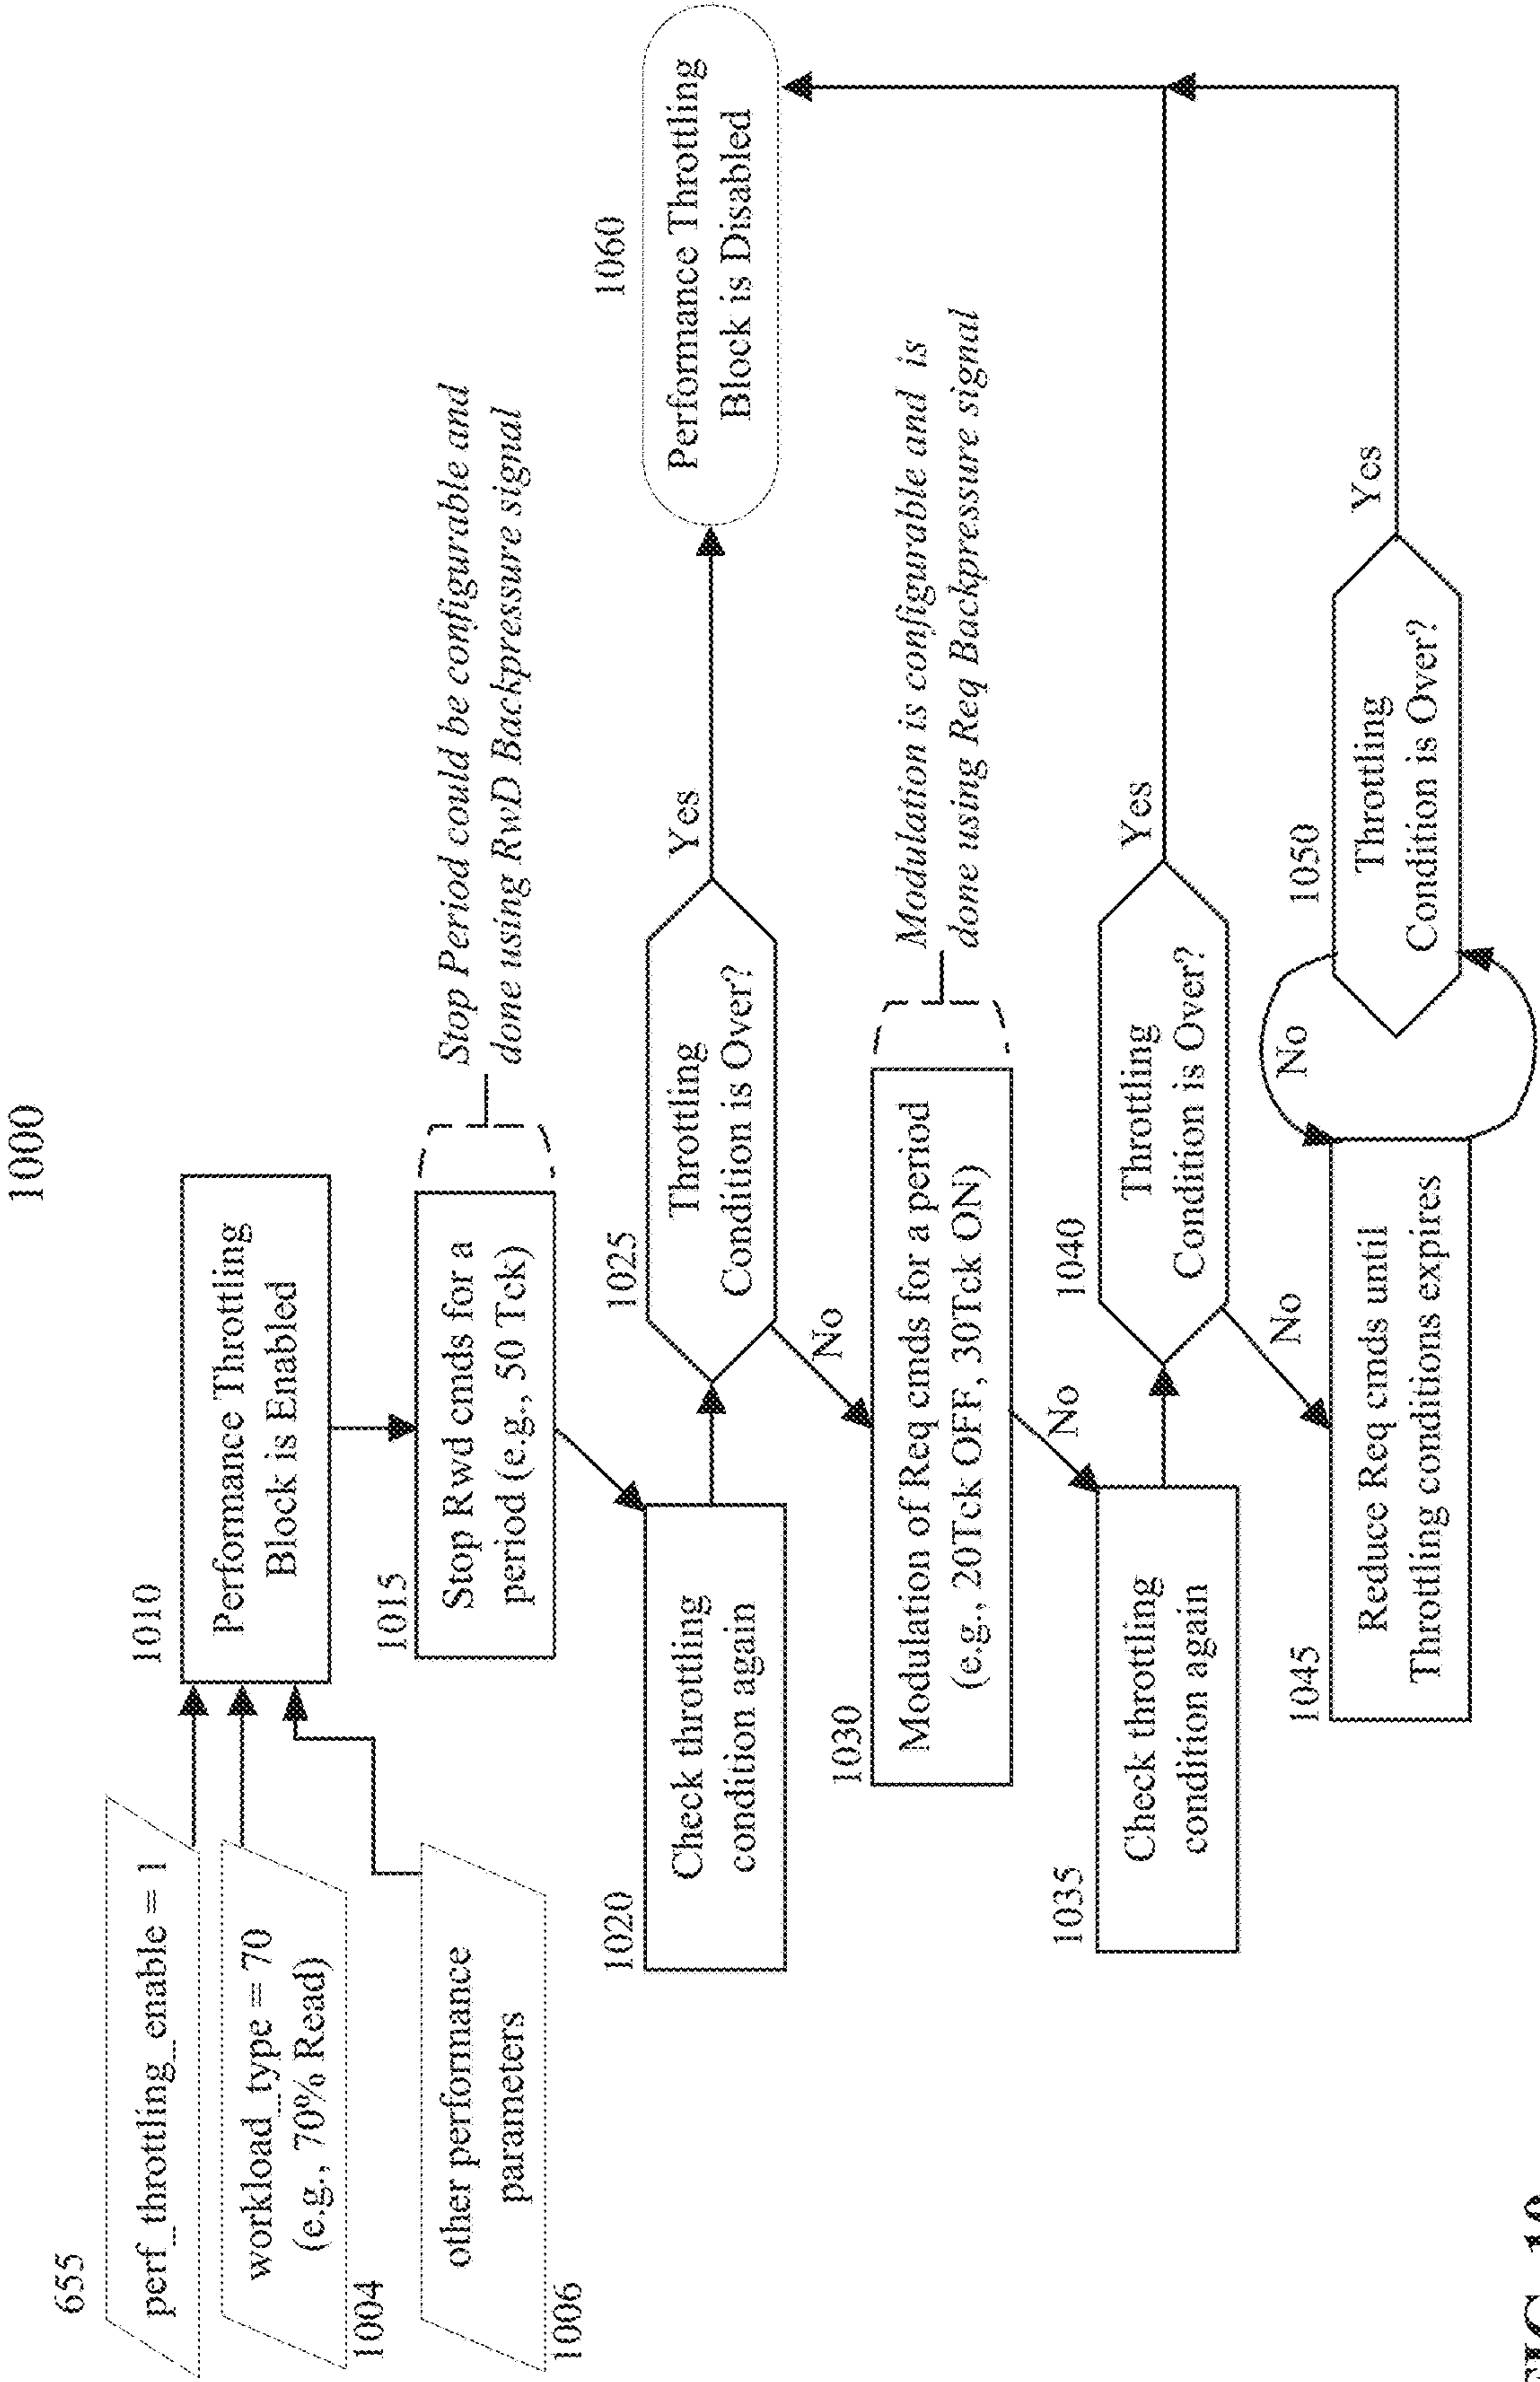 1000
655
perf_throttling_enable = 1
workload_type = 70
(e.g., 70% Read)
1004
other performance
parameters
1006
1010
Performance Throttling
Block is Enabled
1015
Stop Rwd cmds for a
period (e.g., 50 Tck)
Stop Period could be configurable and
done using RwD Backpressure signal
1020
Check throttling
condition again
1025
Throttling
Condition is Over?
Yes
No
1060
Performance Throttling
Block is Disabled
1030
Modulation of Req cmds for a period
(e.g., 20Tck OFF, 30Tck ON)
Modulation is configurable and is
done using Req Backpressure signal
No
1035
Check throttling
condition again
1040
Throttling
Condition is Over?
Yes
No
1045
Reduce Req cmds until
Throttling conditions expires
No
1050
Throttling
Condition is Over?
Yes